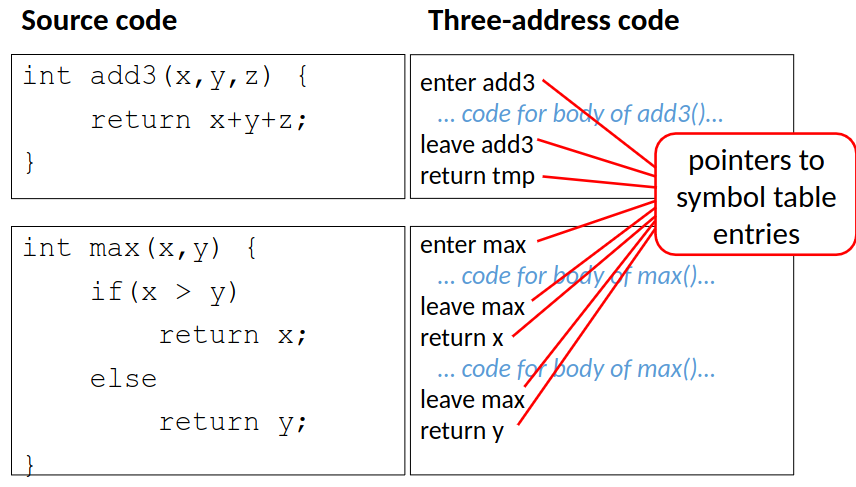 Source code
Three-address code
int add3(x,y,z) {
return x+y+z;
}
enter add3
... code for body of add3()...
leave add3
return tmp
pointers to
symbol table
entries
int max(x,y) {
if(x > y)
return x;
else
return y;
}
enter max
... code for body of max()...
leave max
return x
... code for body of max()...
leave max
return y